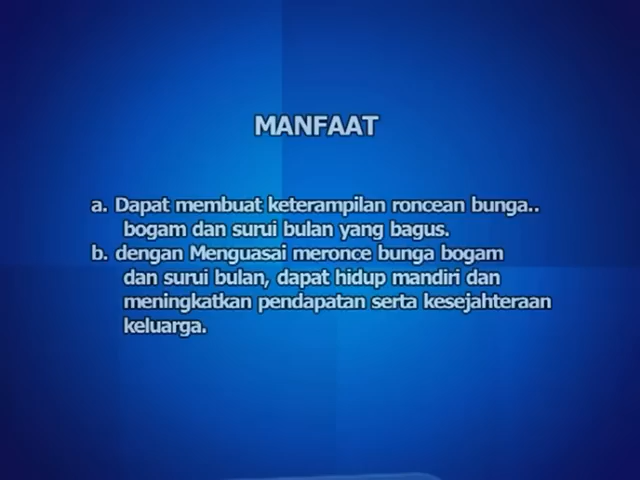 MANFAAT
a. Dapat membuat keterampilan roncean bunga..
bogam dan surui bulan yang bagus.
b. dengan Menguasai meronce bunga bogam
dan surui bulan, dapat hidup mandiri dan
meningkatkan pendapatan serta kesejahteraan
keluarga.